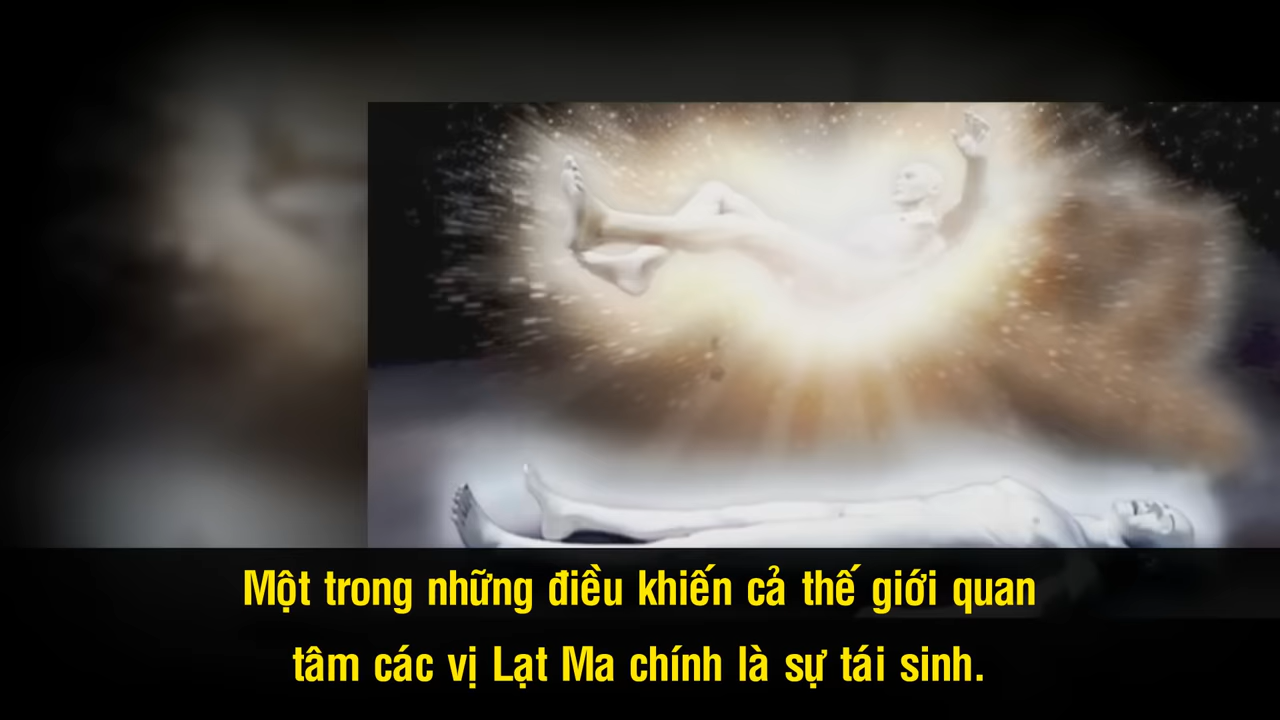 Một trong những điều khiến cả thế giới quan
tâm các vị Lạt Ma chính là sự tái sinh.